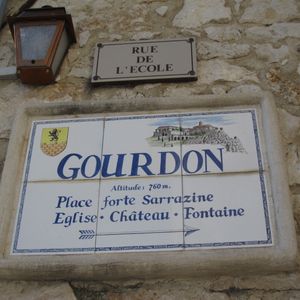 RUE
DE
L'ECOLE
GOURDON
Altitude: 760 m.
Place forte Sarrazine
Eglise · Château · Fontaine